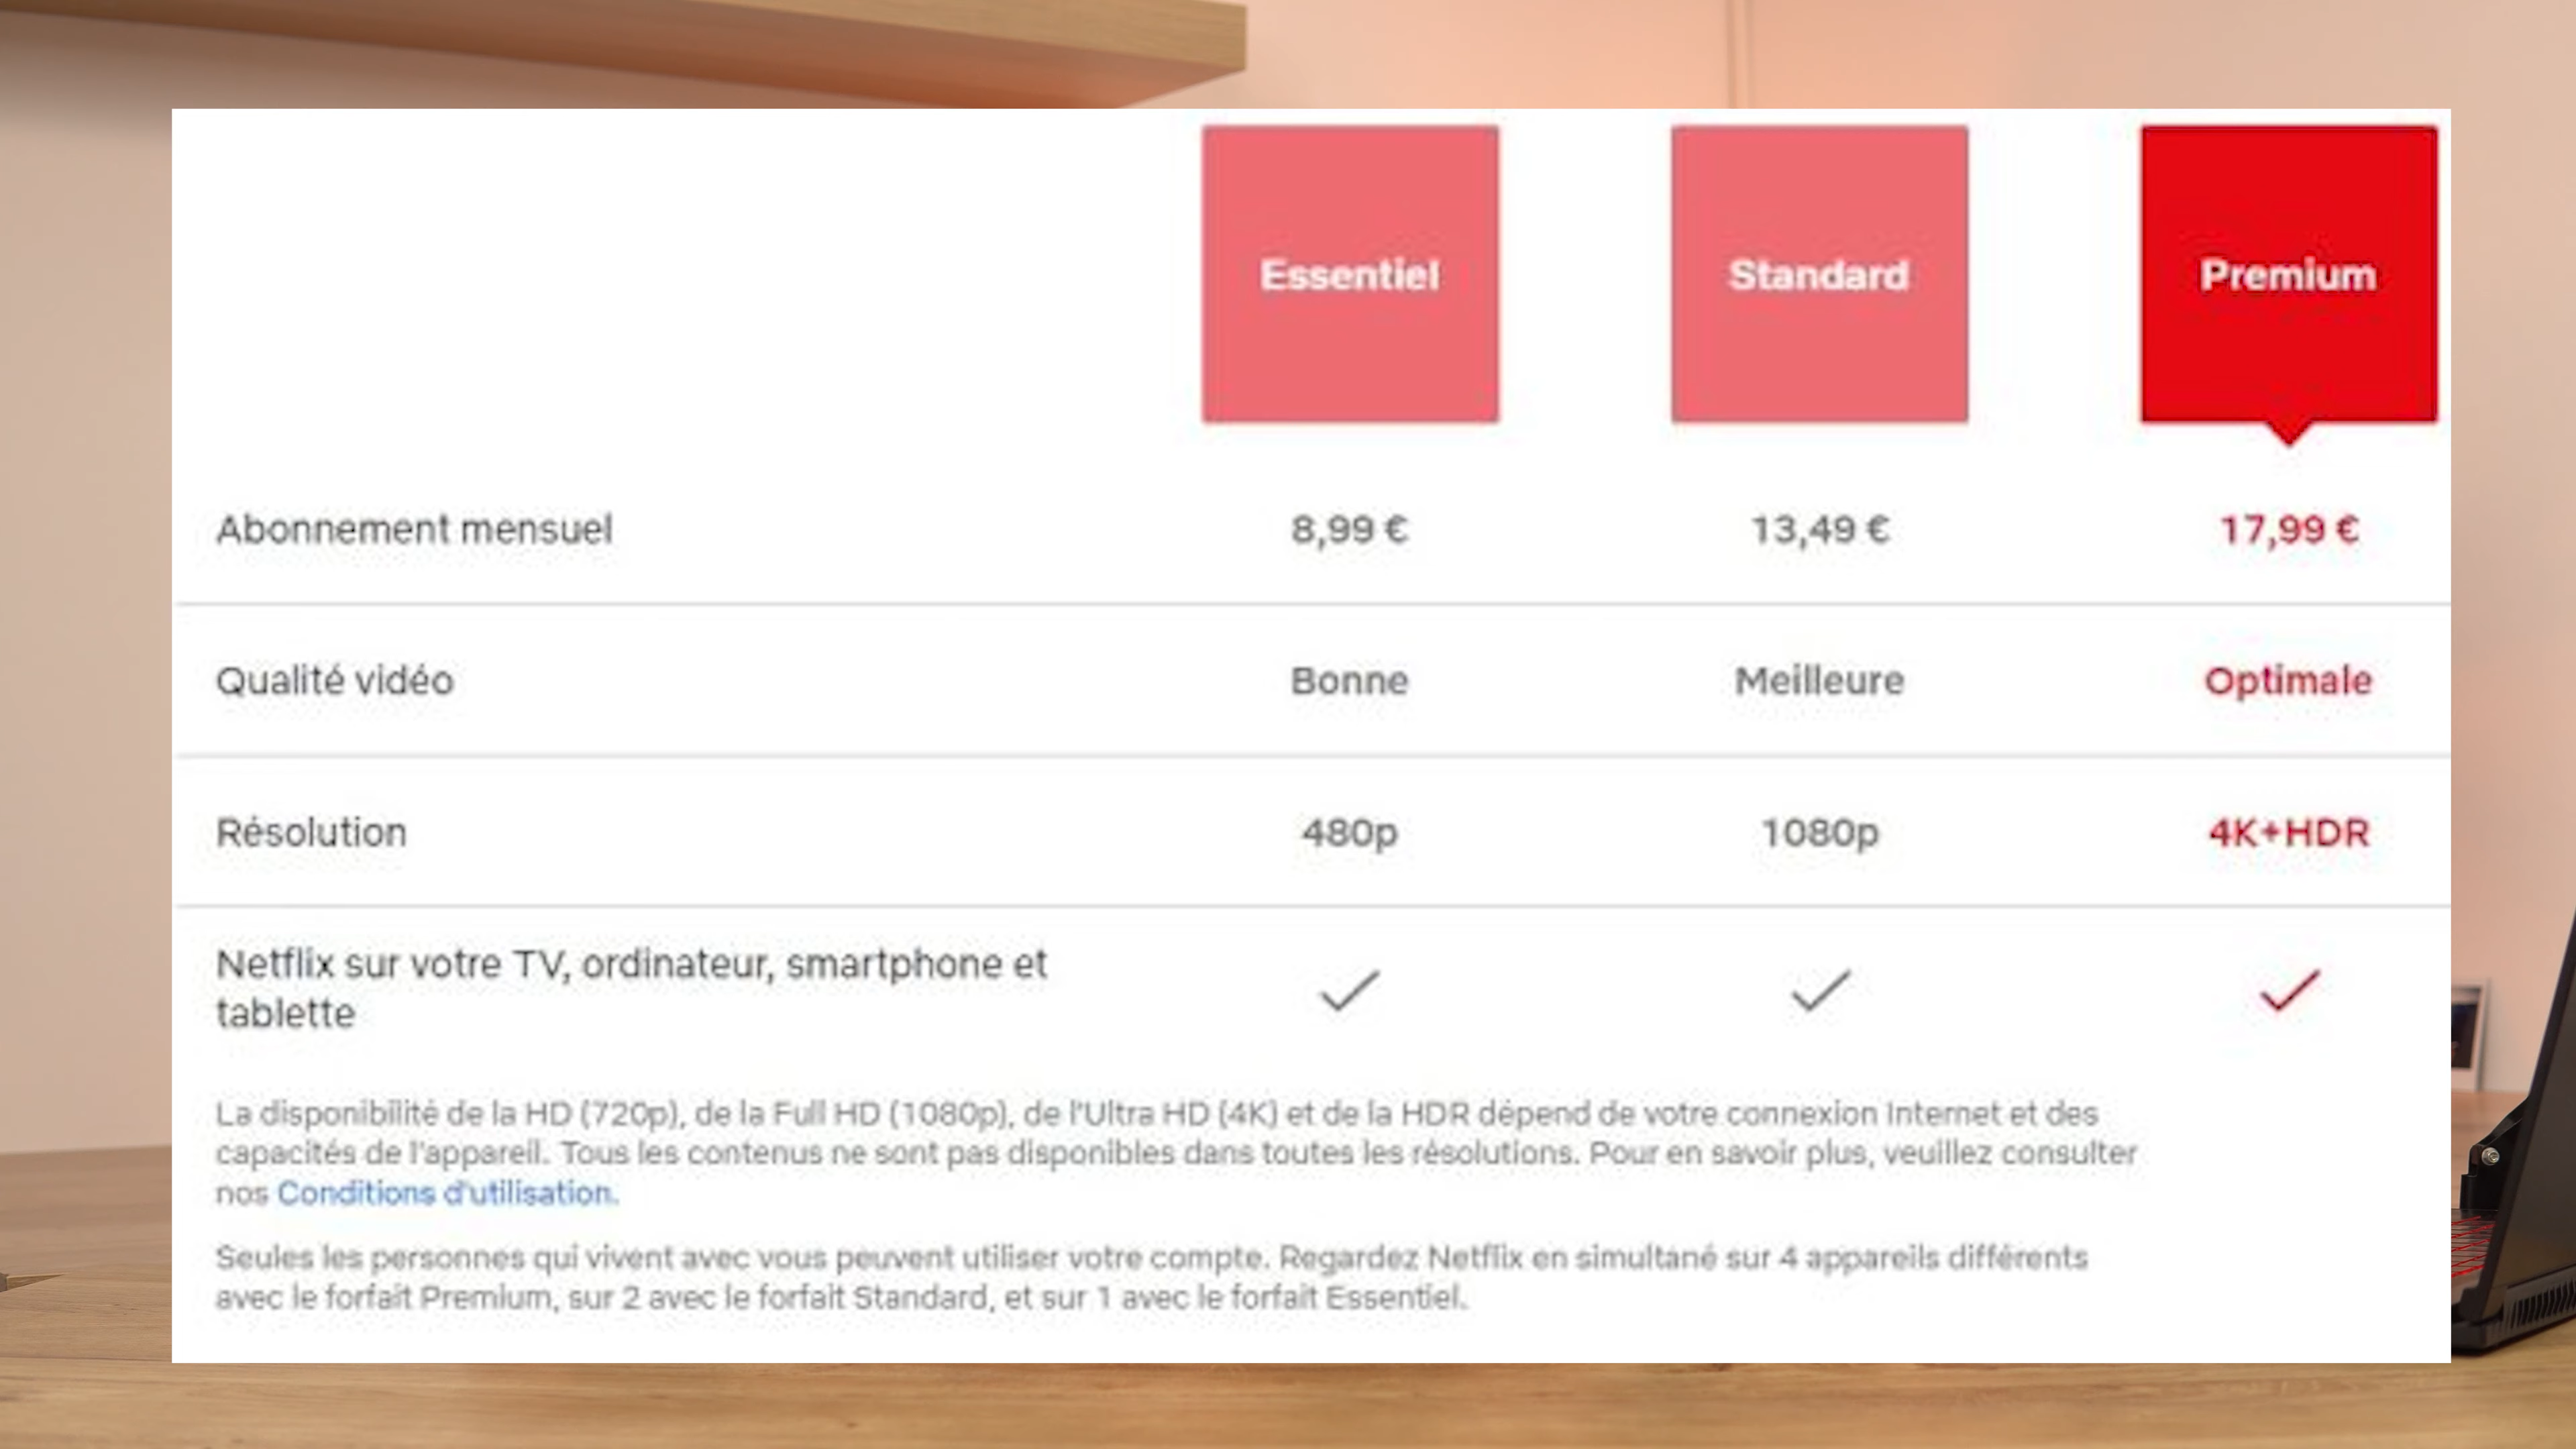 Essentiel Standard Premium
Abonnement mensuel 8,99 € 13,49 € 17,99 €
Qualité vidéo Bonne Meilleure Optimale
Résolution 480p 1080p 4K+HDR
Netflix sur votre TV, ordinateur, smartphone et
tablette
La disponibilité de la HD (720p), de la Full HD (1080p), de l'Ultra HD (4K) et de la HDR dépend de votre connexion Internet et des
capacités de l'appareil. Tous les contenus ne sont pas disponibles dans toutes les résolutions. Pour en savoir plus, veuillez consulter
nos Conditions d'utilisation.
Seules les personnes qui vivent avec vous peuvent utiliser votre compte. Regardez Netflix en simultané sur 4 appareils différents
avec le forfait Premium, sur 2 avec le forfait Standard, et sur 1 avec le forfait Essentiel.